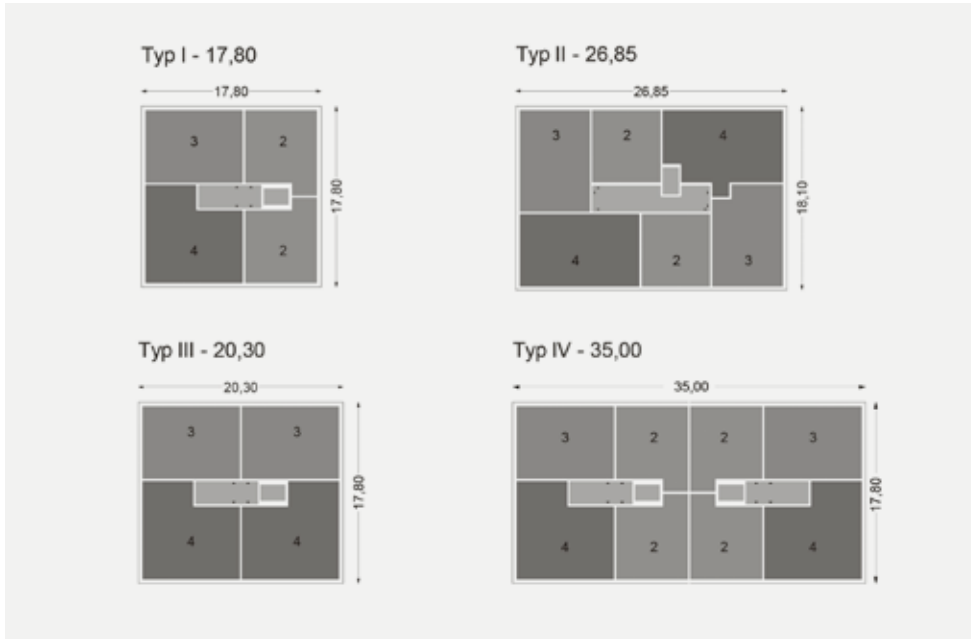 Typ I - 17,80
17,80
3 2
17,80
4 2
Typ II - 26,85
26,85
3 2 4
18,10
4 2 3
Typ III - 20,30
20,30
3 3
17,80
4 4
Typ IV - 35,00
35,00
3 2 2 3
17,80
4 2 2 4